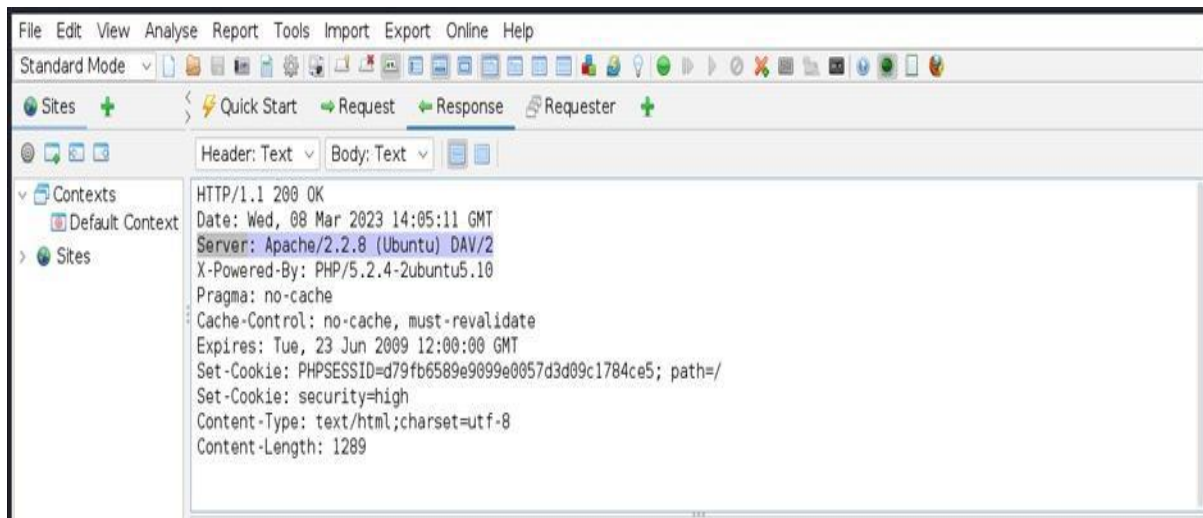 File Edit View Analyse Report Tools Import Export Online Help
Standard Mode
Sites Quick Start Request Response Requester
Header: Text Body: Text
Contexts
Default Context
Sites
HTTP/1.1 200 OK
Date: Wed, 08 Mar 2023 14:05:11 GMT
Server: Apache/2.2.8 (Ubuntu) DAV/2
X-Powered-By: PHP/5.2.4-2ubuntu5.10
Pragma: no-cache
Cache-Control: no-cache, must-revalidate
Expires: Tue, 23 Jun 2009 12:00:00 GMT
Set-Cookie: PHPSESSID=d79fb6589e9099e0057d3d09c1784ce5; path=/
Set-Cookie: security=high
Content-Type: text/html;charset=utf-8
Content-Length: 1289